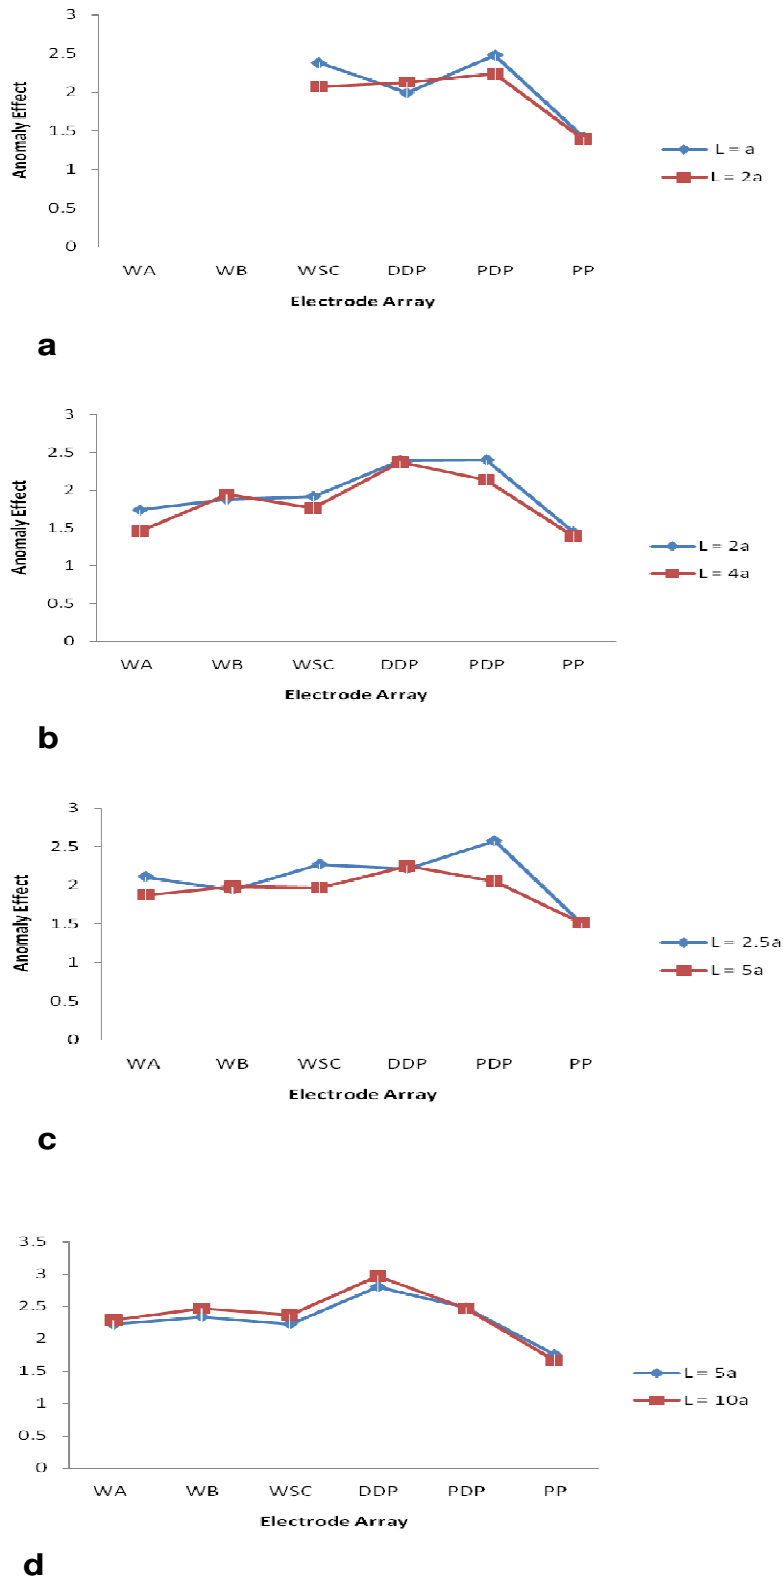 3
2.5
2
1.5
1
0.5
0
Anomaly Effect
WA WB WSC DDP PDP PP
Electrode Array
L = a
L = 2a
a
3
2.5
2
1.5
1
0.5
0
Anomaly Effect
WA WB WSC DDP PDP PP
Electrode Array
L = 2a
L = 4a
b
3
2.5
2
1.5
1
0.5
0
Anomaly Effect
WA WB WSC DDP PDP PP
Electrode Array
L = 2.5a
L = 5a
c
3.5
3
2.5
2
1.5
1
0.5
0
WA WB WSC DDP PDP PP
Electrode Array
L = 5a
L = 10a
d